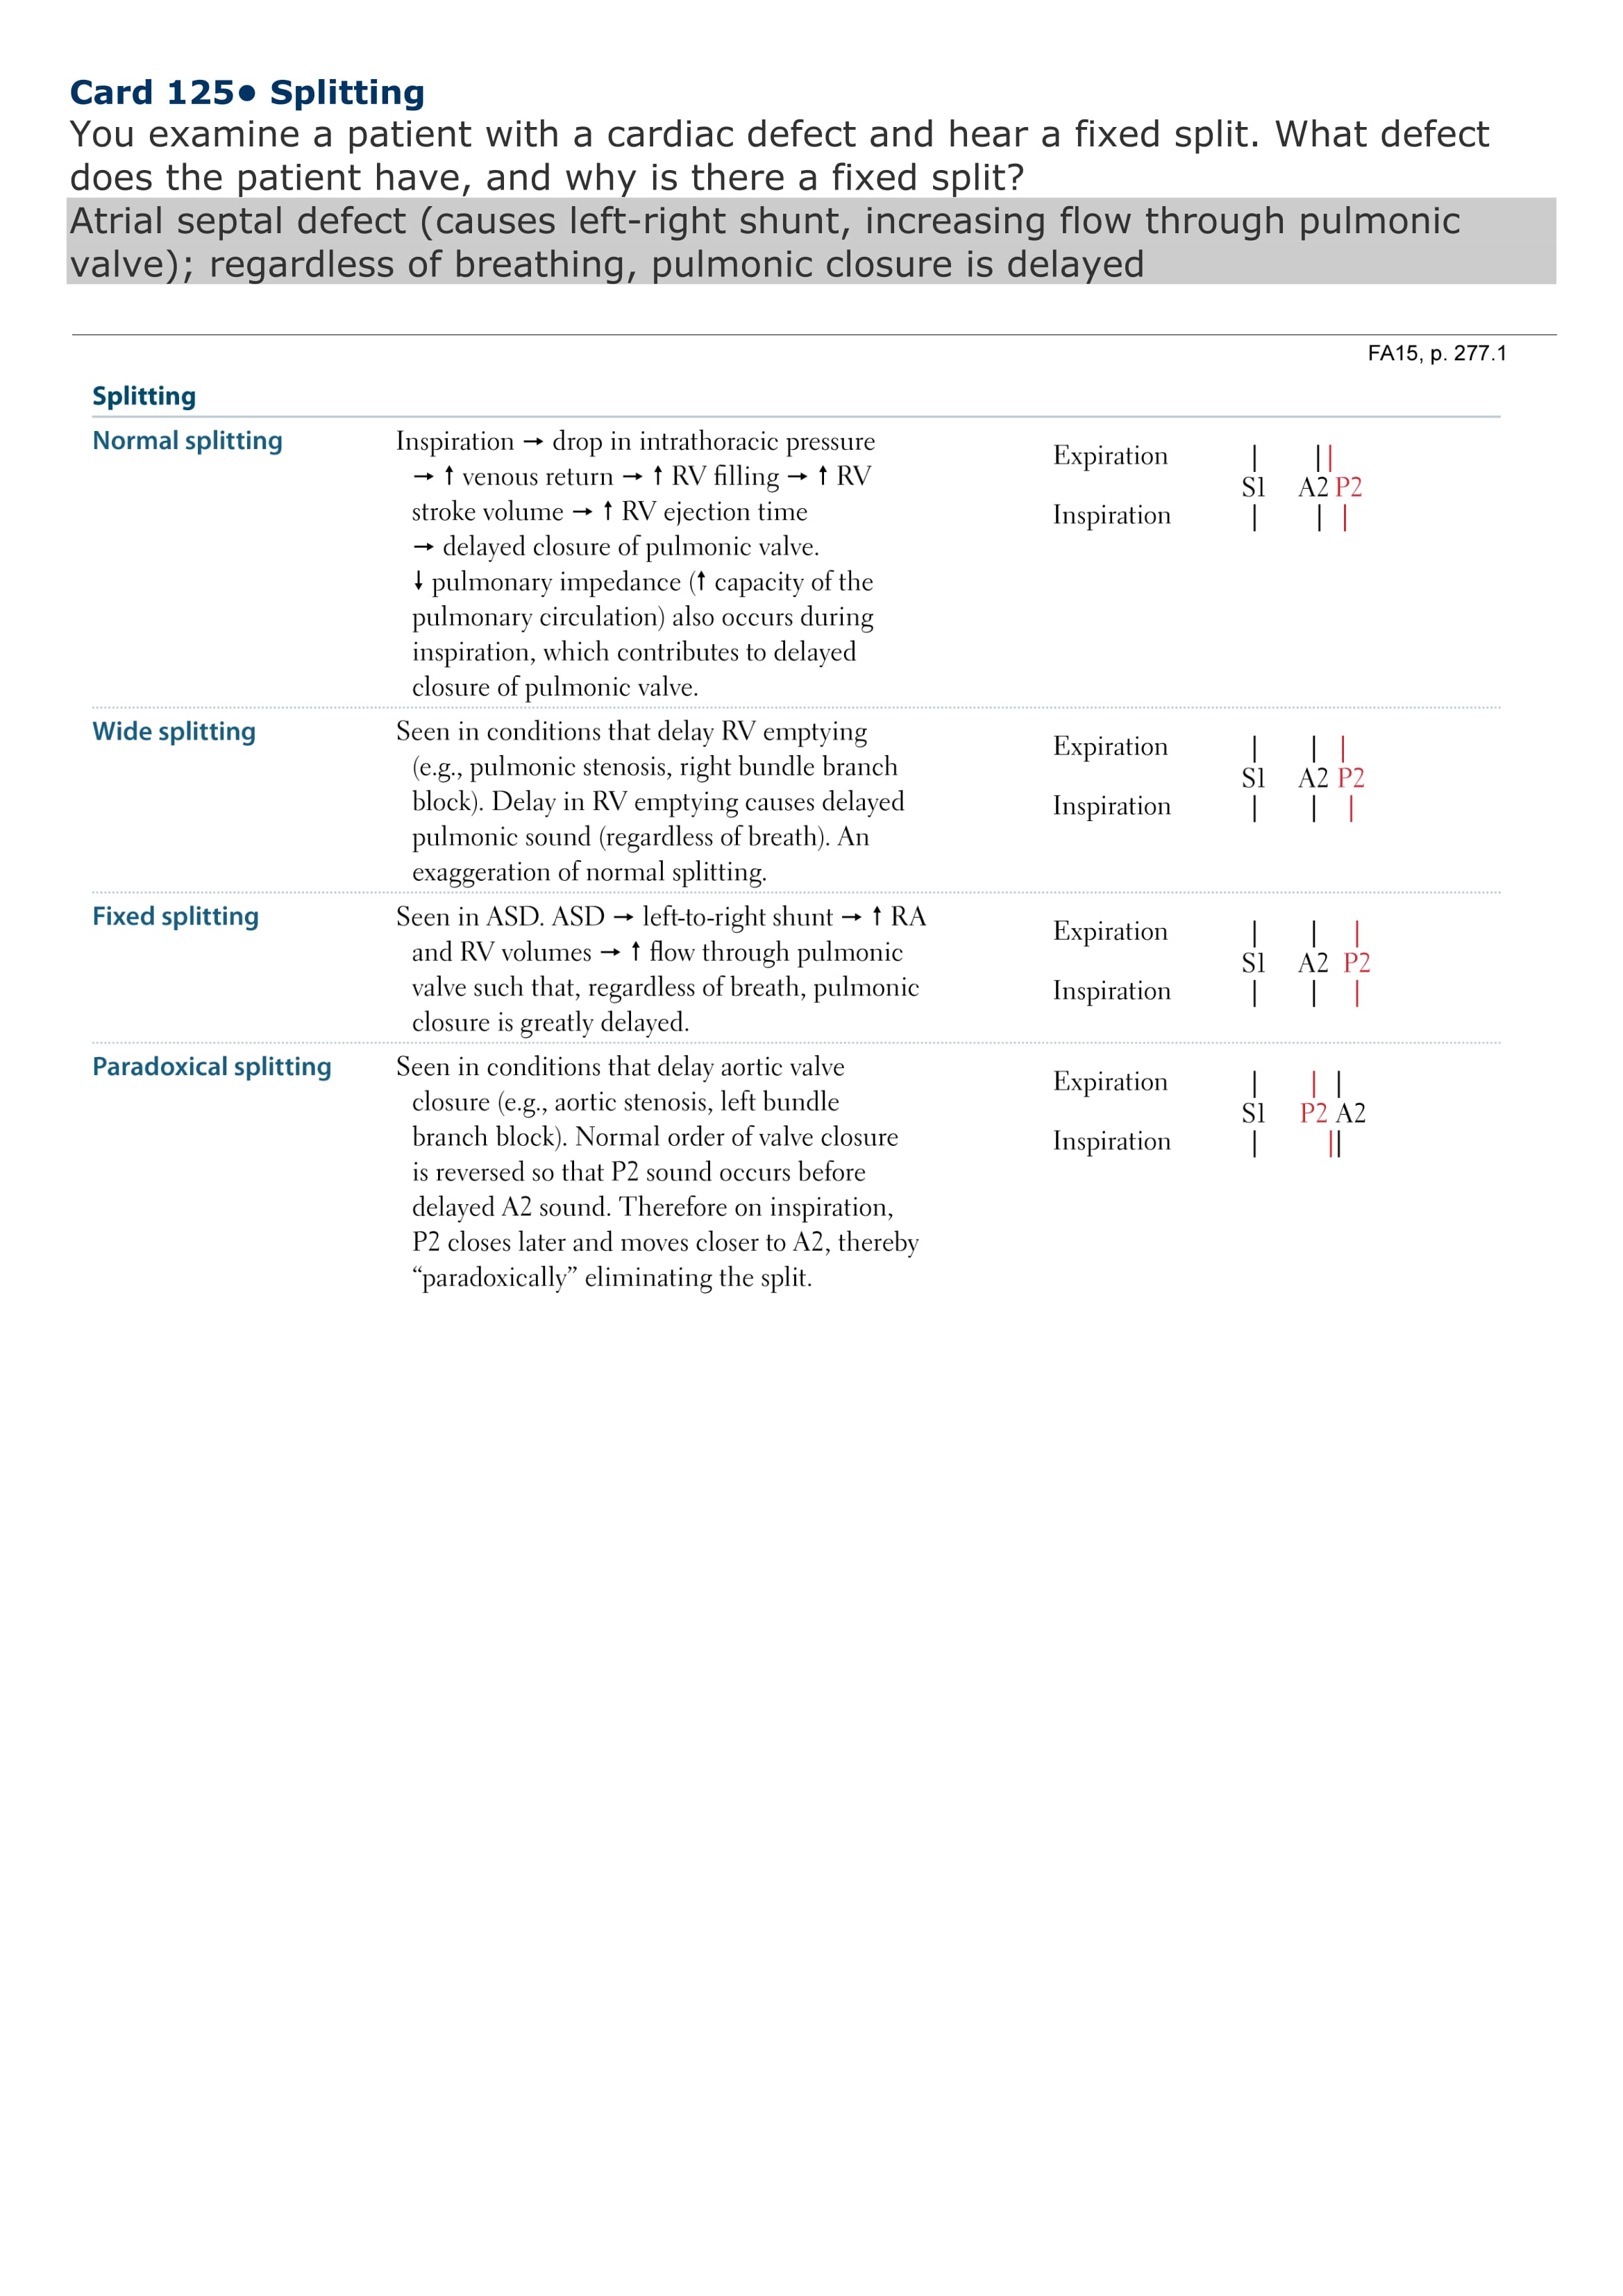 Card 125● Splitting
You examine a patient with a cardiac defect and hear a fixed split. What defect
does the patient have, and why is there a fixed split?
Atrial septal defect (causes left-right shunt, increasing flow through pulmonic
valve); regardless of breathing, pulmonic closure is delayed
FA15, p. 277.1
Splitting
Normal splitting
Inspiration → drop in intrathoracic pressure
→ ↑ venous return → ↑ RV filling → ↑ RV
stroke volume → ↑ RV ejection time
→ delayed closure of pulmonic valve.
↓ pulmonary impedance (↑ capacity of the
pulmonary circulation) also occurs during
inspiration, which contributes to delayed
closure of pulmonic valve.
Expiration
S1 A2 P2
Inspiration
Wide splitting
Seen in conditions that delay RV emptying
(e.g., pulmonic stenosis, right bundle branch
block). Delay in RV emptying causes delayed
pulmonic sound (regardless of breath). An
exaggeration of normal splitting.
Expiration
S1 A2 P2
Inspiration
Fixed splitting
Seen in ASD. ASD → left-to-right shunt → ↑ RA
and RV volumes → ↑ flow through pulmonic
valve such that, regardless of breath, pulmonic
closure is greatly delayed.
Expiration
S1 A2 P2
Inspiration
Paradoxical splitting
Seen in conditions that delay aortic valve
closure (e.g., aortic stenosis, left bundle
branch block). Normal order of valve closure
is reversed so that P2 sound occurs before
delayed A2 sound. Therefore on inspiration,
P2 closes later and moves closer to A2, thereby
“paradoxically” eliminating the split.
Expiration
S1 P2 A2
Inspiration